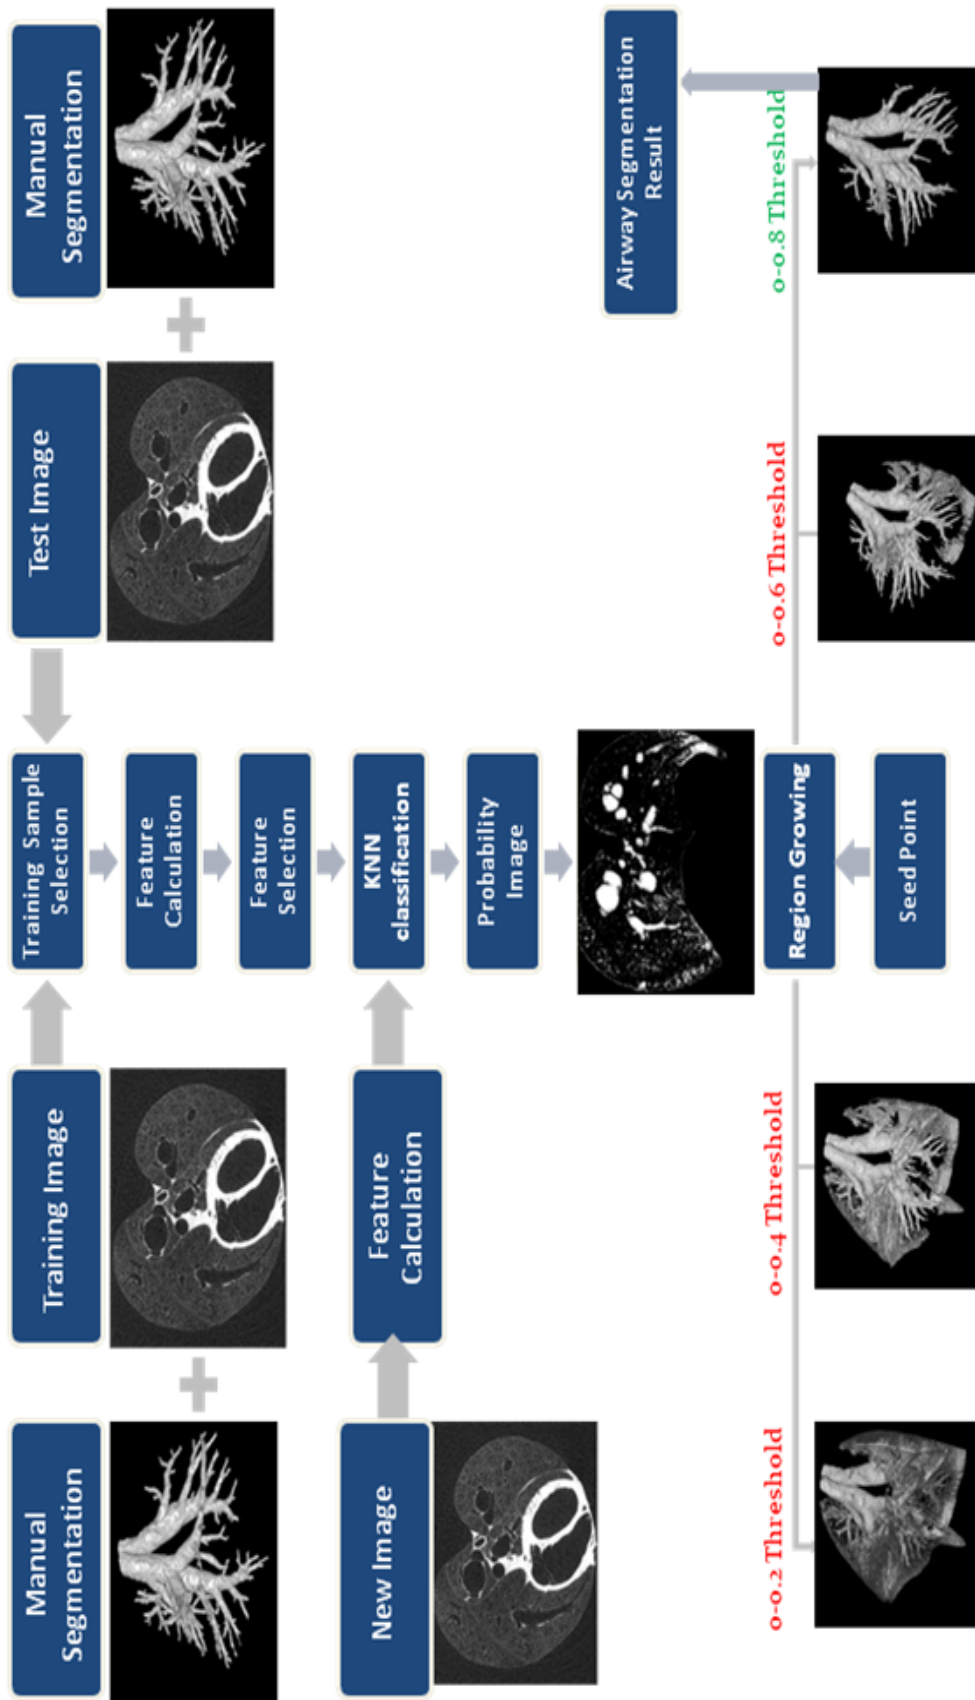 Manual
Segmentation
Training Image
Test Image
Manual
Segmentation
Training Sample
Selection
Feature
Calculation
Feature
Selection
New Image
Feature
Calculation
KNN
classification
Probability
Image
Airway Segmentation
Result
Region Growing
Seed Point
0-0.2 Threshold
0-0.4 Threshold
0-0.6 Threshold
0-0.8 Threshold